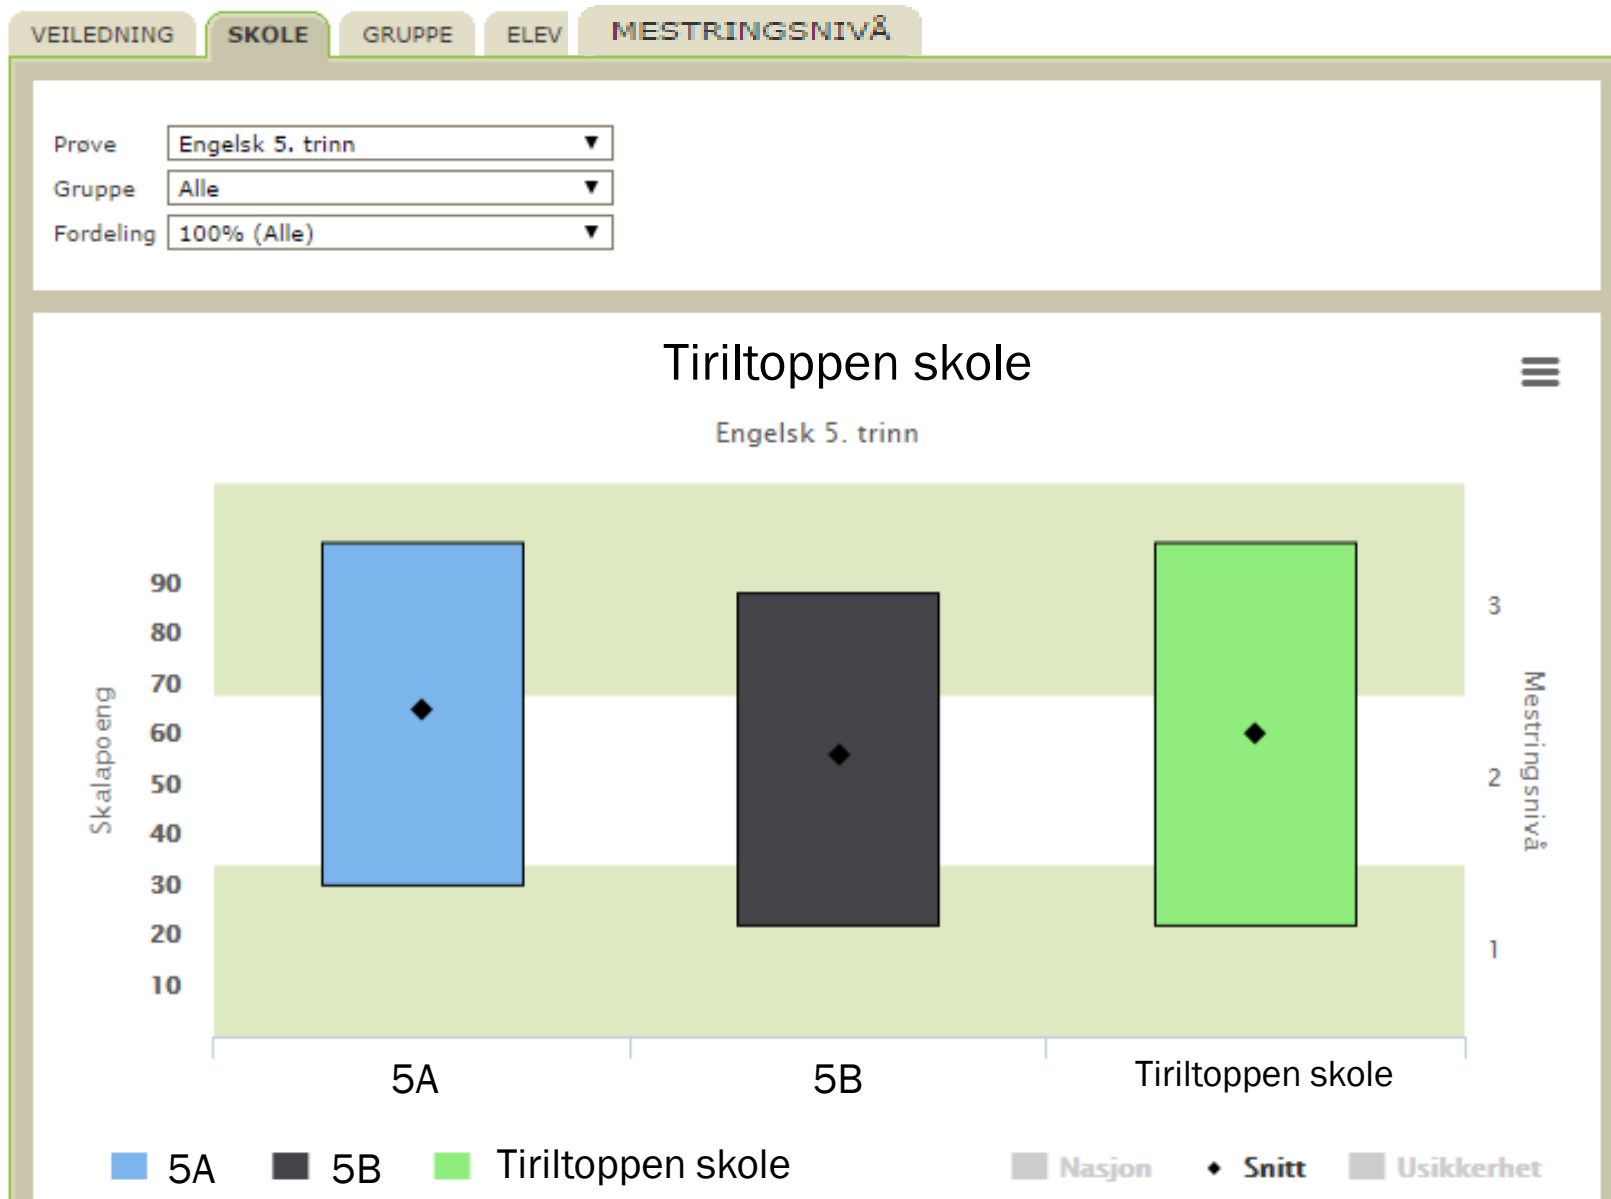 VEILEDNING SKOLE GRUPPE ELEV MESTRINGSNIVÅ
Prøve Engelsk 5. trinn
Gruppe Alle
Fordeling 100% (Alle)
Tiriltoppen skole
Engelsk 5. trinn
Skalapoeng
90
80
70
60
50
40
30
20
10
3
2
1
Mestringsnivå
5A 5B Tiriltoppen skole
5A 5B Tiriltoppen skole Nasjon Snitt Usikkerhet